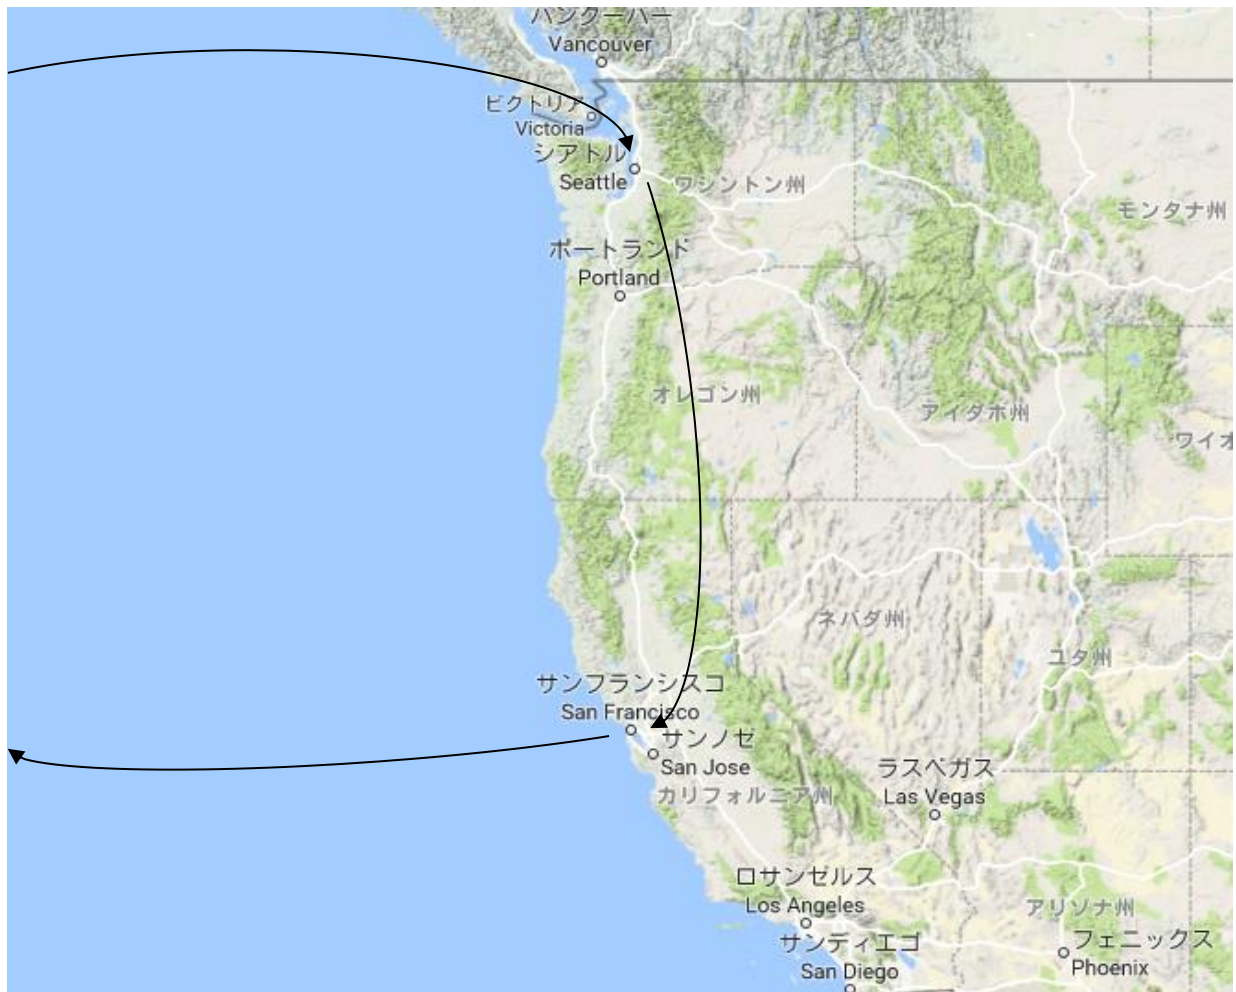 バンクーバー
Vancouver
ビクトリア
Victoria
シアトル
Seattle
ワシントン州
モンタナ州
ポートランド
Portland
オレゴン州
アイダホ州
ワイオ
ネバダ州
ユタ州
サンフランシスコ
San Francisco
サンノゼ
San Jose
カリフォルニア州
ラスベガス
Las Vegas
ロサンゼルス
Los Angeles
アリゾナ州
サンディエゴ
San Diego
フェニックス
Phoenix